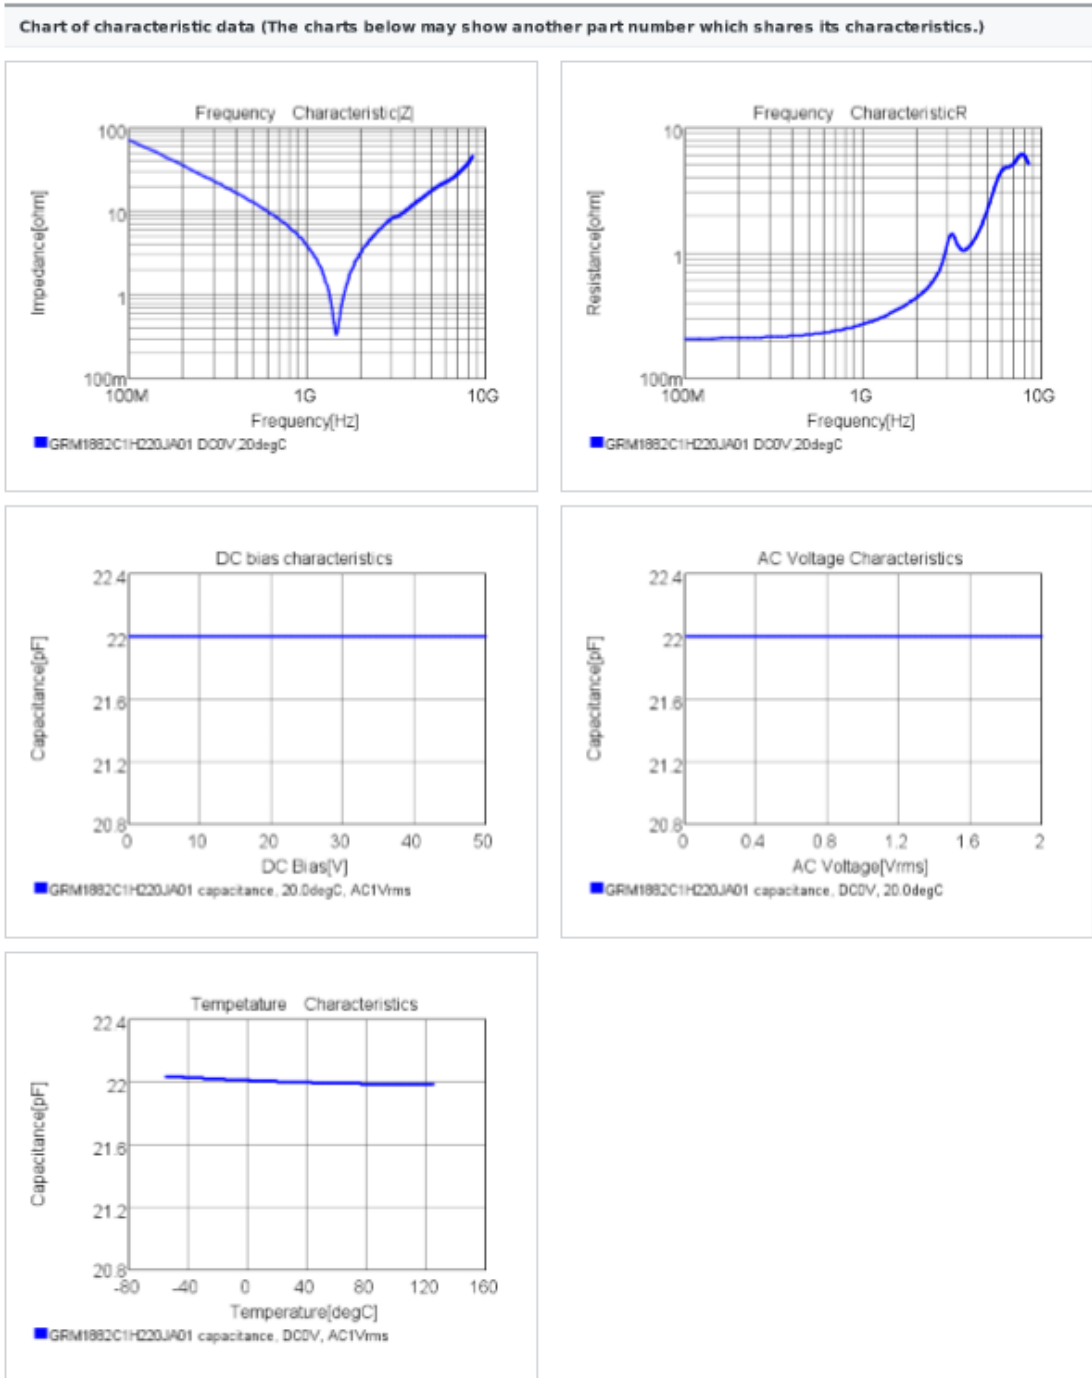 Chart of characteristic data (The charts below may show another part number which shares its characteristics.)
Frequency Characteristic|Z|
100
10
1
100m
Impedance[ohm]
100M 1G 10G
Frequency[Hz]
GRM1882C1H220JA01 DC0V,20degC
Frequency CharacteristicR
10
1
100m
Resistance[ohm]
100M 1G 10G
Frequency[Hz]
GRM1882C1H220JA01 DC0V,20degC
DC bias characteristics
22.4
22
21.6
21.2
20.8
Capacitance[pF]
0 10 20 30 40 50
DC Bias[V]
GRM1882C1H220JA01 capacitance, 20.0degC, AC1Vrms
AC Voltage Characteristics
22.4
22
21.6
21.2
20.8
Capacitance[pF]
0 0.4 0.8 1.2 1.6 2
AC Voltage[Vrms]
GRM1882C1H220JA01 capacitance, DC0V, 20.0degC
Tempetature Characteristics
22.4
22
21.6
21.2
20.8
Capacitance[pF]
-80 -40 0 40 80 120 160
Temperature[degC]
GRM1882C1H220JA01 capacitance, DC0V, AC1Vrms